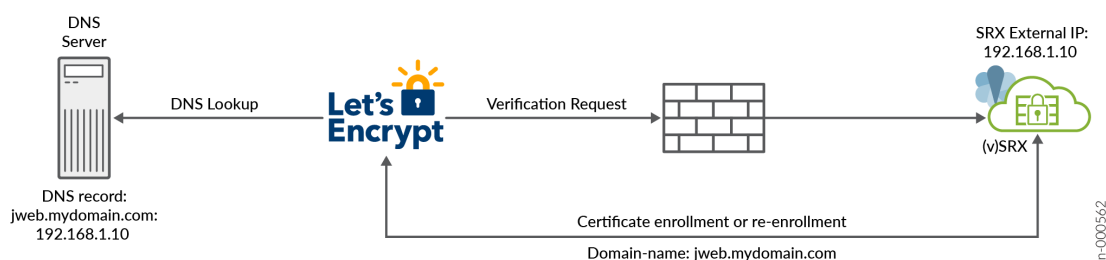 DNS
Server
DNS Lookup
Let's
Encrypt
Verification Request
SRX External IP:
192.168.1.10
(v)SRX
DNS record:
jweb.mydomain.com:
192.168.1.10
Certificate enrollment or re-enrollment
Domain-name: jweb.mydomain.com
n-000562